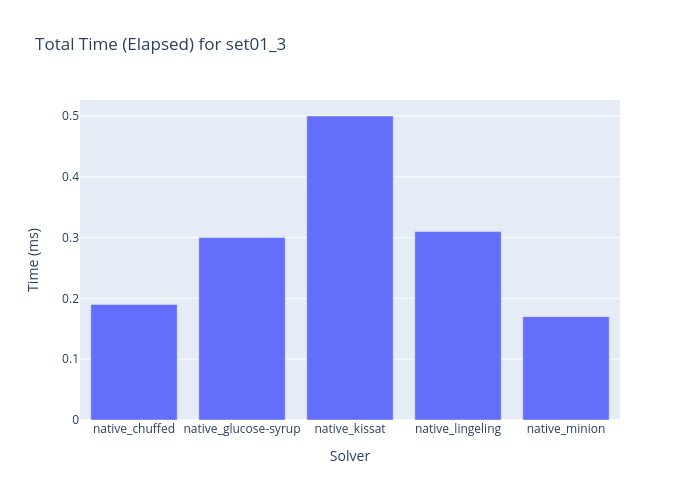 Total Time (Elapsed) for set01_3
0.5
0.4
0.3
0.2
0.1
0
Time (ms)
native_chuffed native_glucose-syrup native_kissat native_lingeling native_minion
Solver